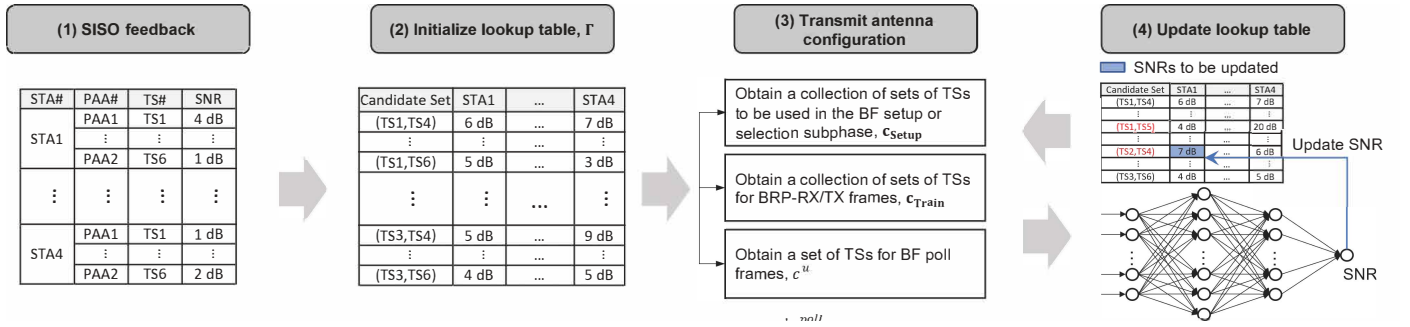 (1) SISO feedback
STA# PAA# TS# SNR
STA1 PAA1 TS1 4 dB
⋮ ⋮ ⋮
PAA2 TS6 1 dB
⋮ ⋮ ⋮ ⋮
STA4 PAA1 TS1 1 dB
⋮ ⋮ ⋮
PAA2 TS6 2 dB
(2) Initialize lookup table, Γ
Candidate Set STA1 ... STA4
(TS1,TS4) 6 dB ... 7 dB
⋮ ⋮ ... ⋮
(TS1,TS6) 5 dB ... 3 dB
⋮ ⋮ ... ⋮
(TS3,TS4) 5 dB ... 9 dB
⋮ ⋮ ... ⋮
(TS3,TS6) 4 dB ... 5 dB
(3) Transmit antenna
configuration
Obtain a collection of sets of TSs
to be used in the BF setup or
selection subphase, c_Setup
Obtain a collection of sets of TSs
for BRP-RX/TX frames, c_Train
Obtain a set of TSs for BF poll
frames, c^u
poll
(4) Update lookup table
SNRs to be updated
Candidate Set STA1 ... STA4
(TS1,TS4) 6 dB ... 7 dB
⋮ ⋮ ⋮
(TS1,TS5) 4 dB ... 20 dB
⋮ ⋮ ... ⋮
(TS2,TS4) 7 dB ... 6 dB
⋮ ⋮ ... ⋮
(TS3,TS6) 4 dB ... 5 dB
Update SNR
SNR